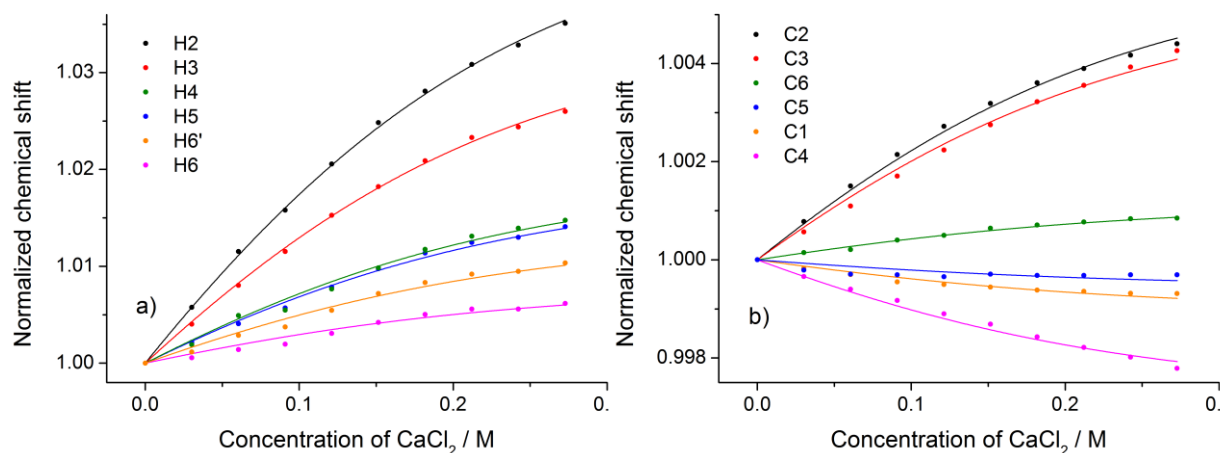 Normalized chemical shift
1.03
1.02
1.01
1.00
H2
H3
H4
H5
H6'
H6
a)
0.0
0.1
0.2
0.
Concentration of CaCl₂ / M
Normalized chemical shift
1.004
1.002
1.000
0.998
C2
C3
C6
C5
C1
C4
b)
0.0
0.1
0.2
0.
Concentration of CaCl₂ / M